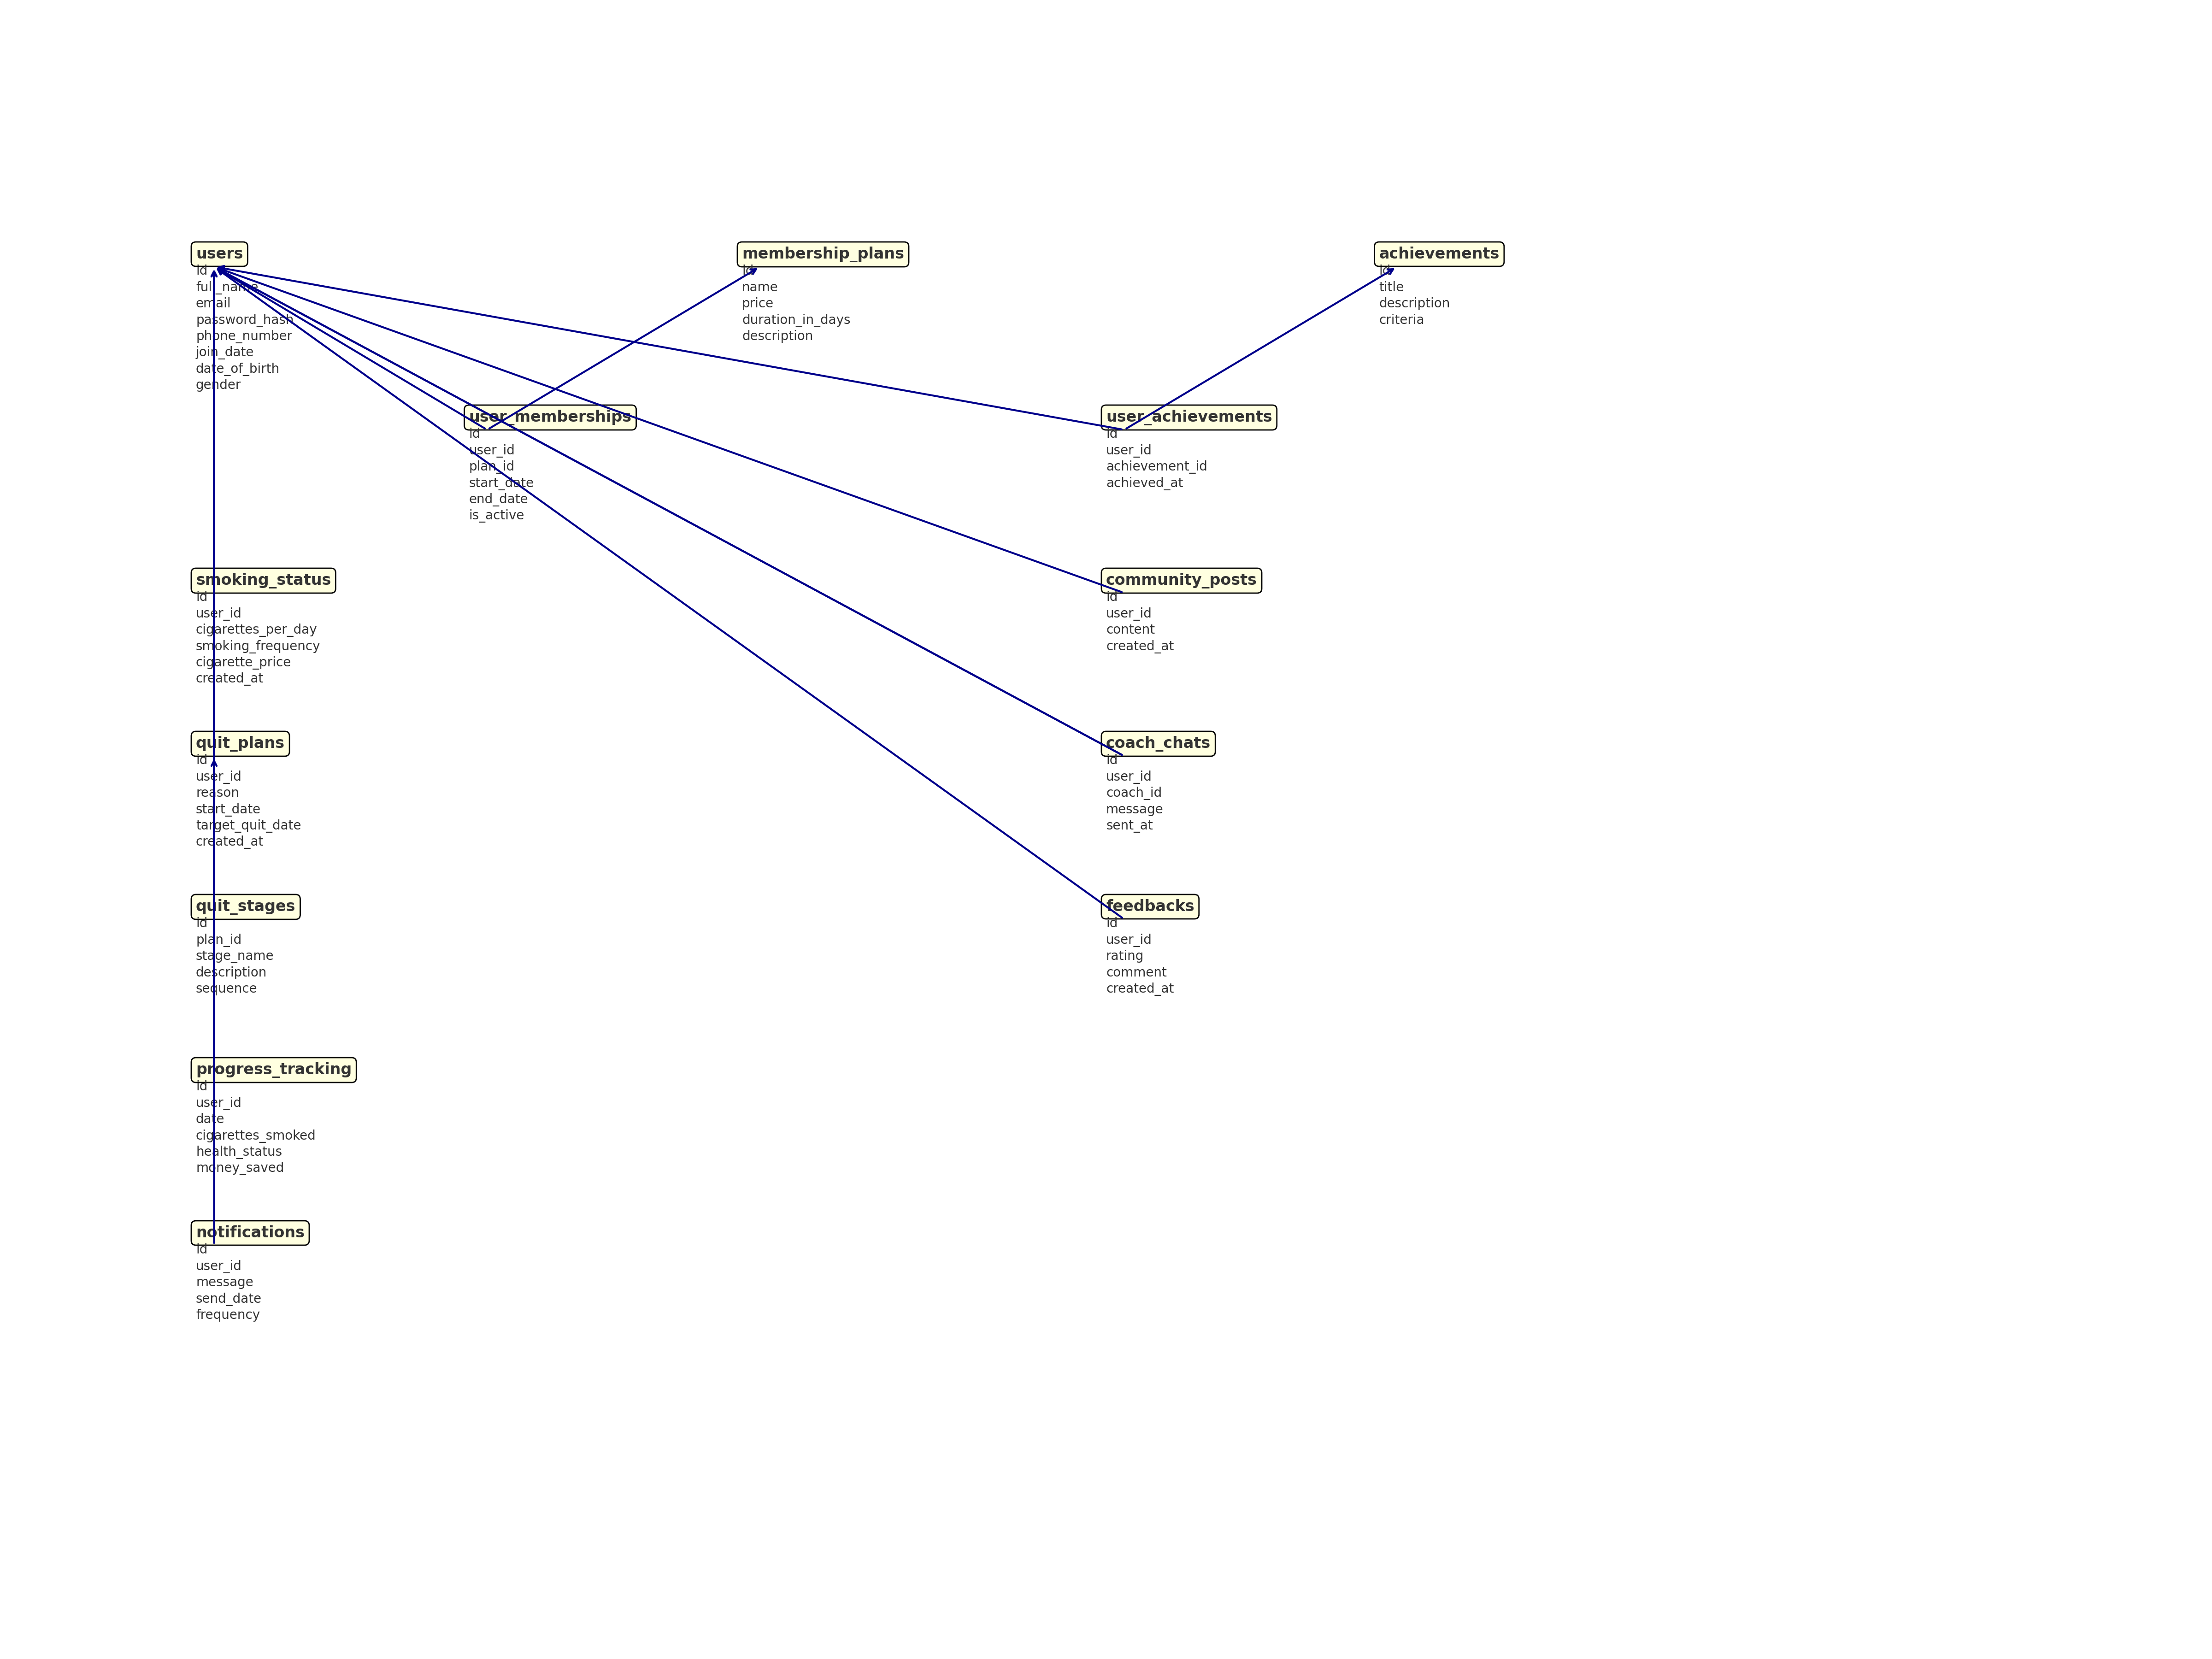 users
id
full_name
email
password_hash
phone_number
join_date
date_of_birth
gender
membership_plans
id
name
price
duration_in_days
description
achievements
id
title
description
criteria
user_memberships
id
user_id
plan_id
start_date
end_date
is_active
user_achievements
id
user_id
achievement_id
achieved_at
smoking_status
id
user_id
cigarettes_per_day
smoking_frequency
cigarette_price
created_at
community_posts
id
user_id
content
created_at
quit_plans
id
user_id
reason
start_date
target_quit_date
created_at
coach_chats
id
user_id
coach_id
message
sent_at
quit_stages
id
plan_id
stage_name
description
sequence
feedbacks
id
user_id
rating
comment
created_at
progress_tracking
id
user_id
date
cigarettes_smoked
health_status
money_saved
notifications
id
user_id
message
send_date
frequency